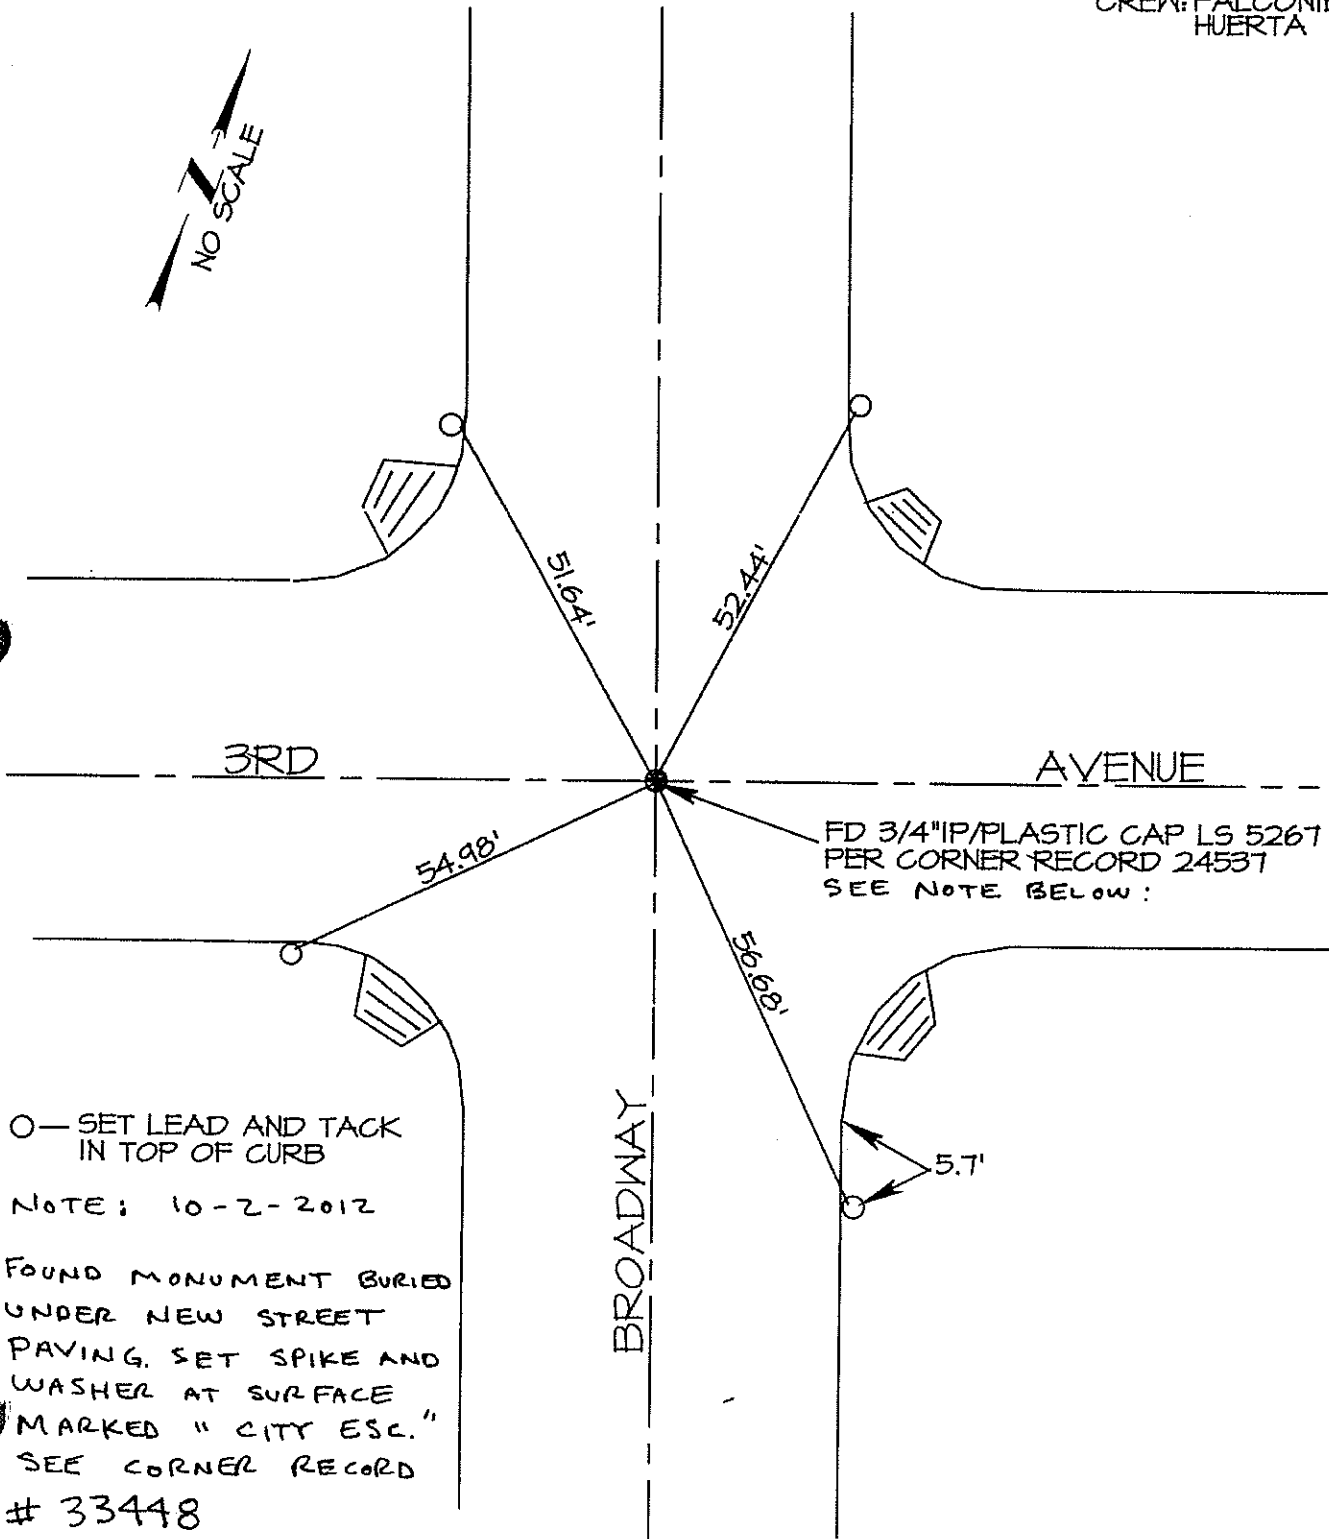 CREW: FALCONIE
HUERTA
N
NO SCALE
51.64'
52.44'
3RD
AVENUE
54.98'
FD 3/4"IP/PLASTIC CAP LS 5267
PER CORNER RECORD 24537
SEE NOTE BELOW:
56.68'
5.7'
BROADWAY
O— SET LEAD AND TACK
IN TOP OF CURB
NOTE: 10-2-2012
FOUND MONUMENT BURIED
UNDER NEW STREET
PAVING. SET SPIKE AND
WASHER AT SURFACE
MARKED "CITY ESC."
SEE CORNER RECORD
# 33448